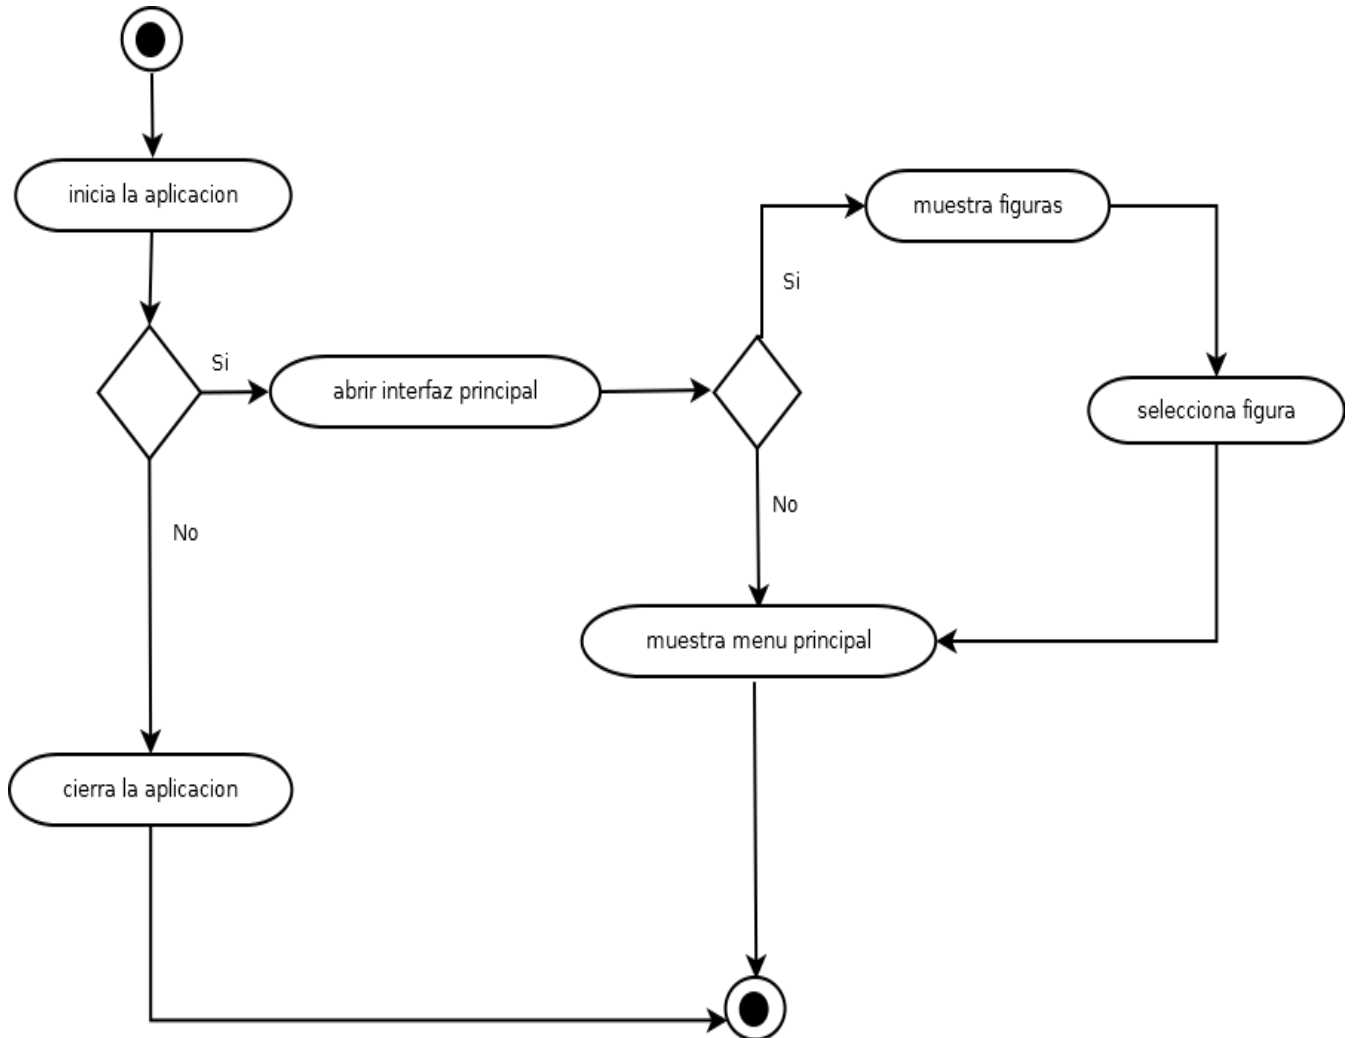 inicia la aplicacion
muestra figuras
Si
Si
abrir interfaz principal
selecciona figura
No
No
muestra menu principal
cierra la aplicacion